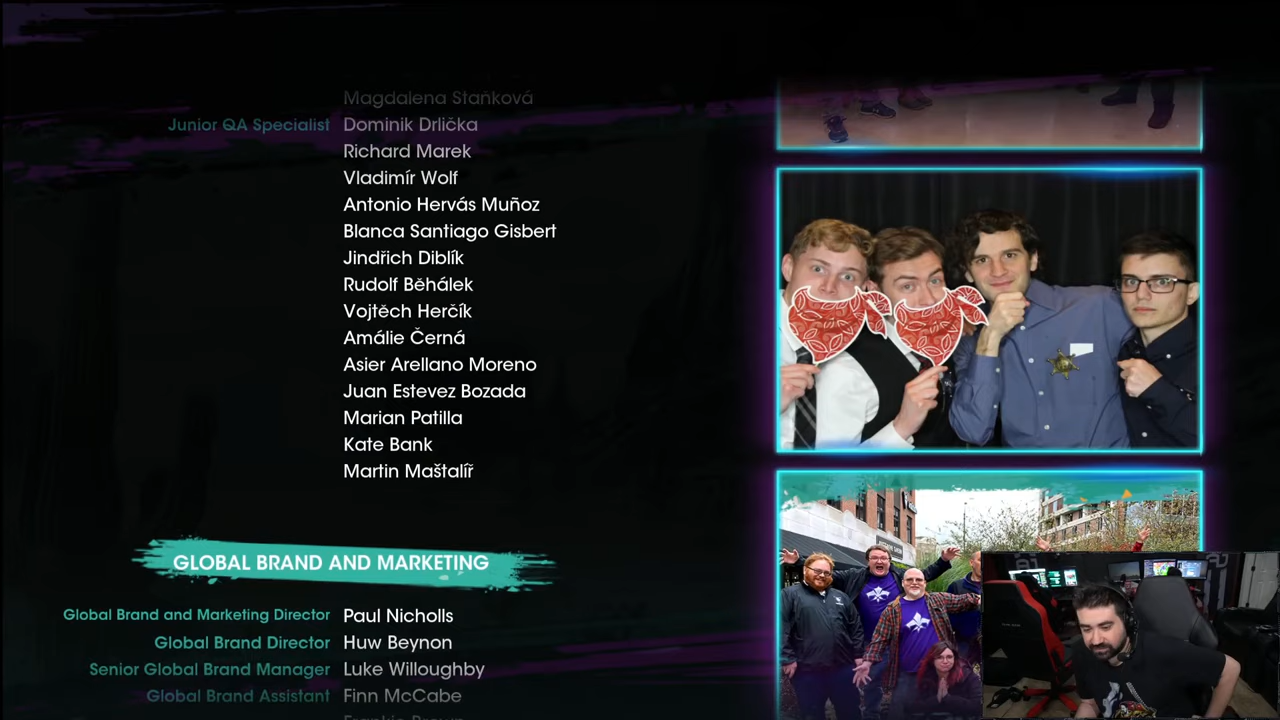 Magdalena Staňková
Junior QA Specialist Dominik Drlička
Richard Marek
Vladimír Wolf
Antonio Hervás Muñoz
Blanca Santiago Gisbert
Jindřich Diblík
Rudolf Běhálek
Vojtěch Herčík
Amálie Černá
Asier Arellano Moreno
Juan Estevez Bozada
Marian Patilla
Kate Bank
Martin Maštalíř
GLOBAL BRAND AND MARKETING
Global Brand and Marketing Director Paul Nicholls
Global Brand Director Huw Beynon
Senior Global Brand Manager Luke Willoughby
Global Brand Assistant Finn McCabe